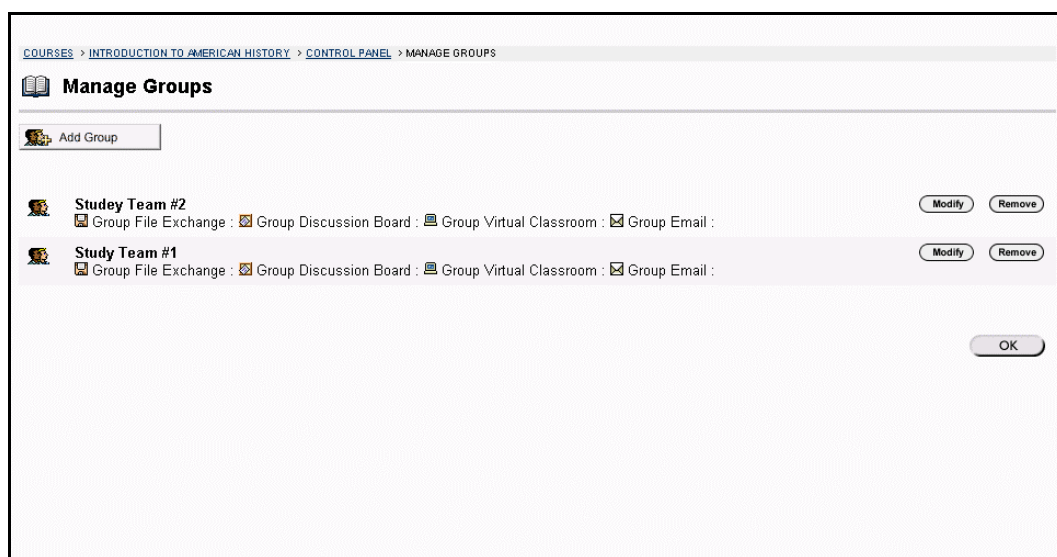 COURSES > INTRODUCTION TO AMERICAN HISTORY > CONTROL PANEL > MANAGE GROUPS
Manage Groups
Add Group
Studey Team #2
Modify Remove
Group File Exchange : Group Discussion Board : Group Virtual Classroom : Group Email :
Study Team #1
Modify Remove
Group File Exchange : Group Discussion Board : Group Virtual Classroom : Group Email :
OK